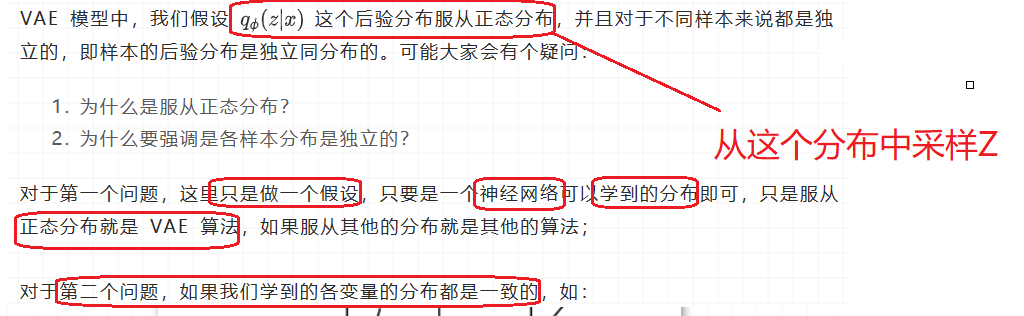 VAE 模型中，我们假设 qϕ(z|x) 这个后验分布服从正态分布，并且对于不同样本来说都是独
立的，即样本的后验分布是独立同分布的。可能大家会有个疑问：
1. 为什么是服从正态分布？
2. 为什么要强调是各样本分布是独立的？
从这个分布中采样Z
对于第一个问题，这里只是做一个假设，只要是一个神经网络可以学到的分布即可，只是服从
正态分布就是 VAE 算法，如果服从其他的分布就是其他的算法；
对于第二个问题，如果我们学到的各变量的分布都是一致的，如：